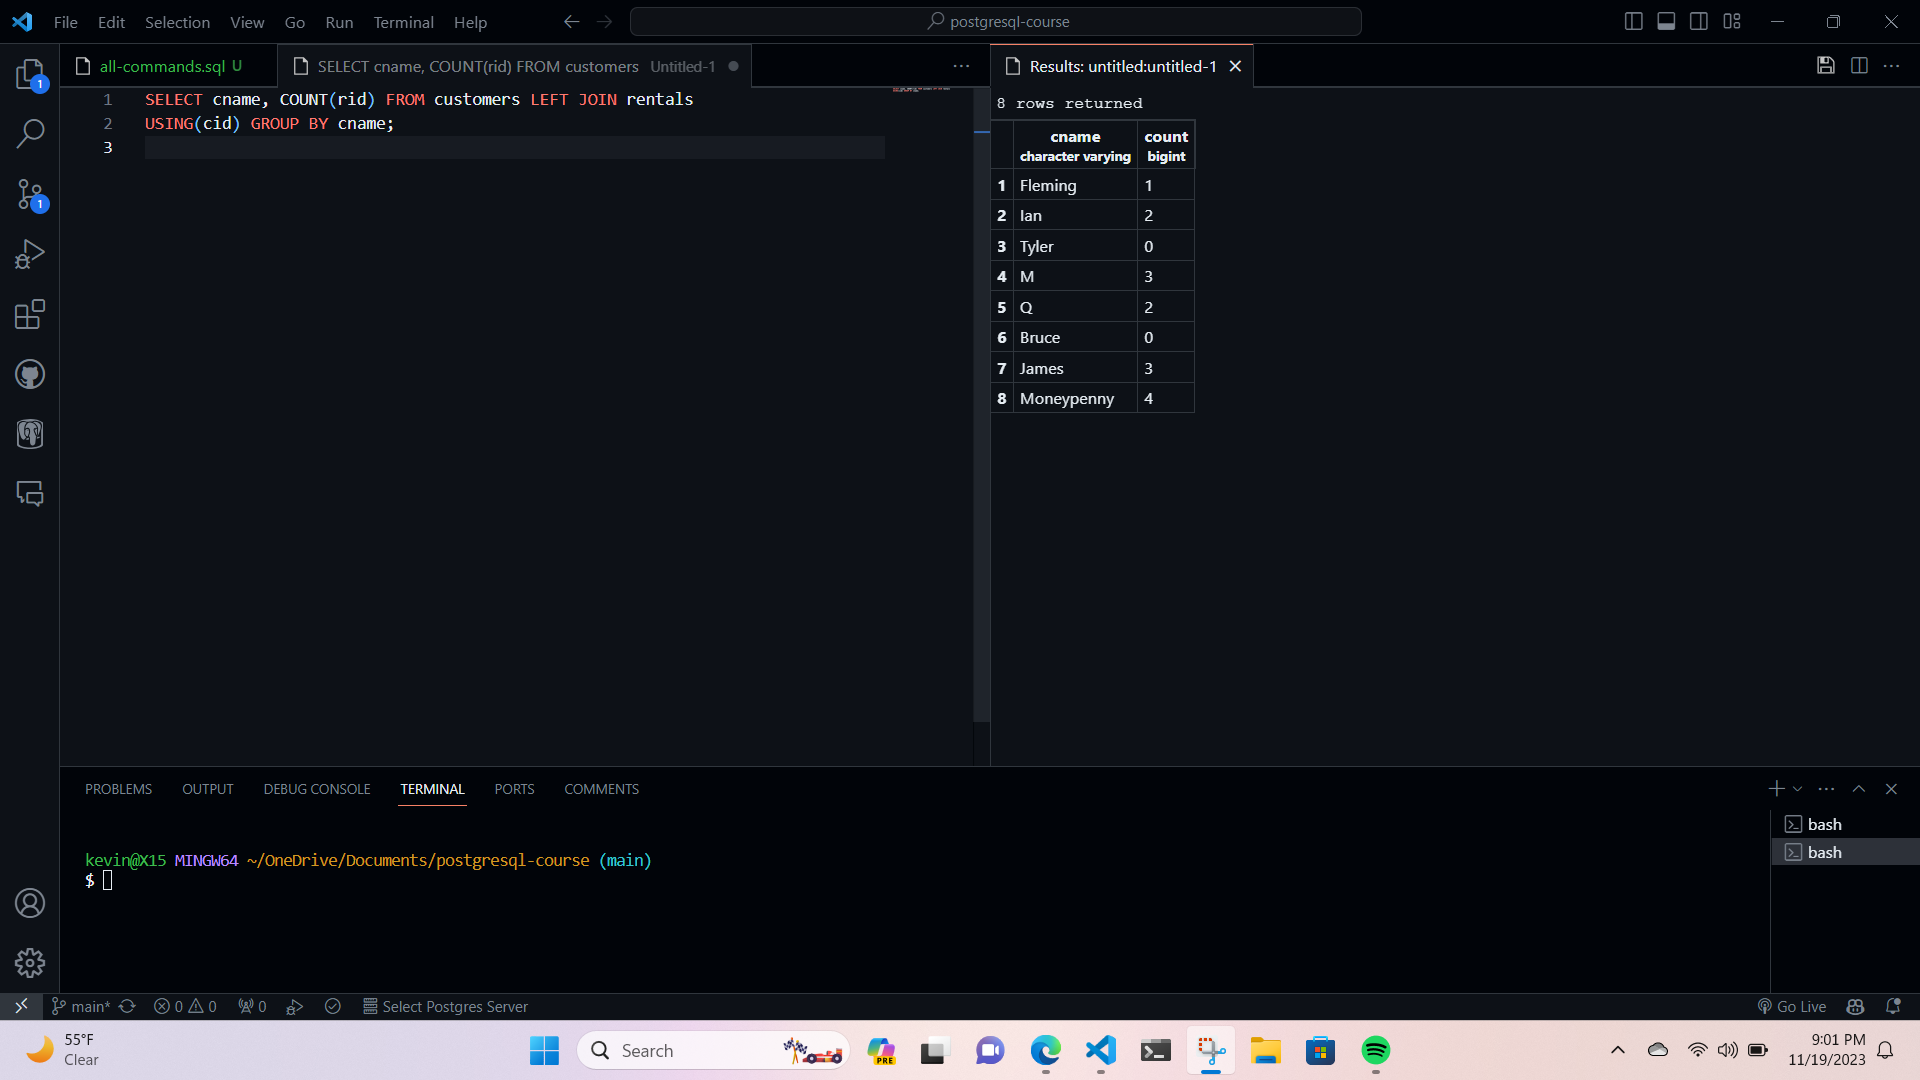 File Edit Selection View Go Run Terminal Help
postgresql-course
all-commands.sql U
SELECT cname, COUNT(rid) FROM customers Untitled-1
Results: untitled:untitled-1
1 SELECT cname, COUNT(rid) FROM customers LEFT JOIN rentals
2 USING(cid) GROUP BY cname;
3
8 rows returned
cname count
character varying bigint
1 Fleming 1
2 Ian 2
3 Tyler 0
4 M 3
5 Q 2
6 Bruce 0
7 James 3
8 Moneypenny 4
1
1
PROBLEMS OUTPUT DEBUG CONSOLE TERMINAL PORTS COMMENTS
kevin@X15 MINGW64 ~/OneDrive/Documents/postgresql-course (main)
$
bash
bash
main* 0 0 0 Select Postgres Server Go Live
55°F
Clear
Search
PRE
9:01 PM
11/19/2023